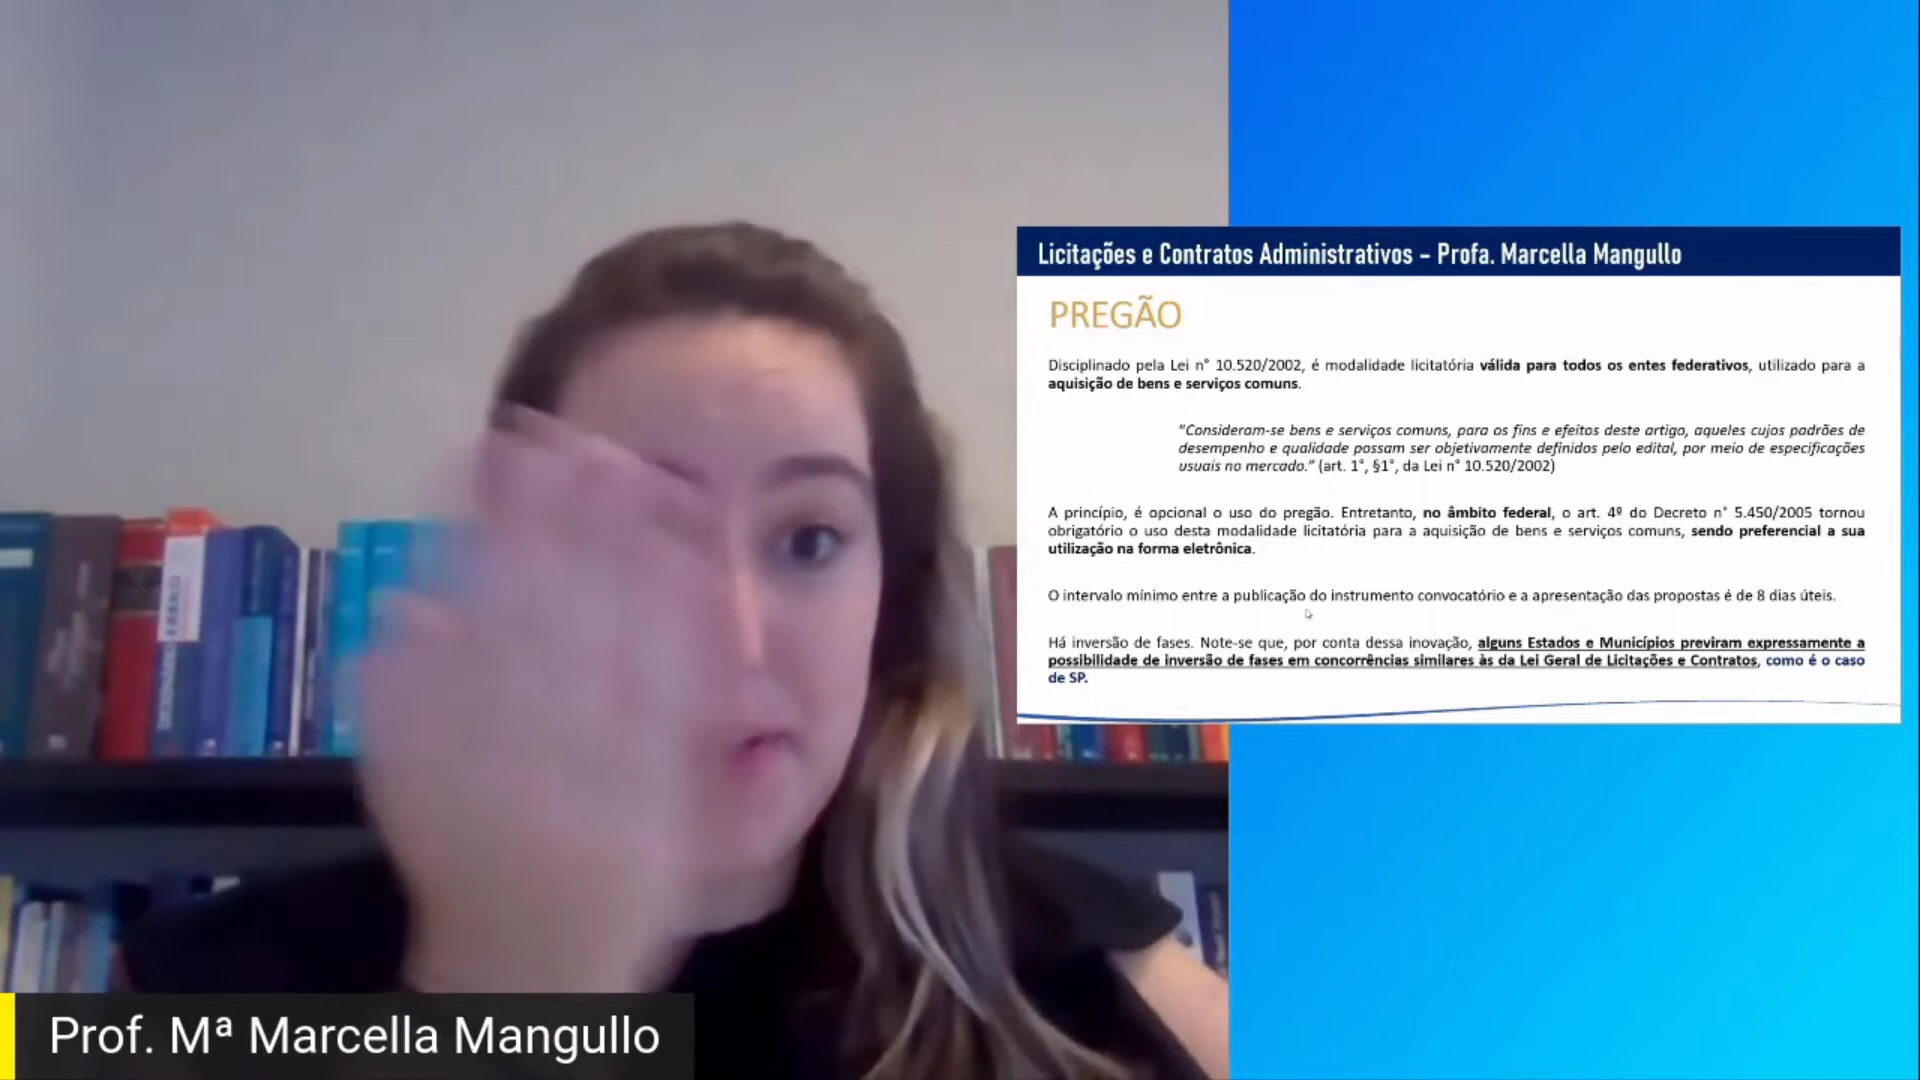 Licitações e Contratos Administrativos – Profa. Marcella Mangullo
PREGÃO
Disciplinado pela Lei n° 10.520/2002, é modalidade licitatória válida para todos os entes federativos, utilizado para a
aquisição de bens e serviços comuns.
"Consideram-se bens e serviços comuns, para os fins e efeitos deste artigo, aqueles cujos padrões de
desempenho e qualidade possam ser objetivamente definidos pelo edital, por meio de especificações
usuais no mercado." (art. 1°, §1°, da Lei n° 10.520/2002)
A princípio, é opcional o uso do pregão. Entretanto, no âmbito federal, o art. 4º do Decreto n° 5.450/2005 tornou
obrigatório o uso desta modalidade licitatória para a aquisição de bens e serviços comuns, sendo preferencial a sua
utilização na forma eletrônica.
O intervalo mínimo entre a publicação do instrumento convocatório e a apresentação das propostas é de 8 dias úteis.
Há inversão de fases. Note-se que, por conta dessa inovação, alguns Estados e Municípios previram expressamente a
possibilidade de inversão de fases em concorrências similares às da Lei Geral de Licitações e Contratos, como é o caso
de SP.
Prof. Mª Marcella Mangullo